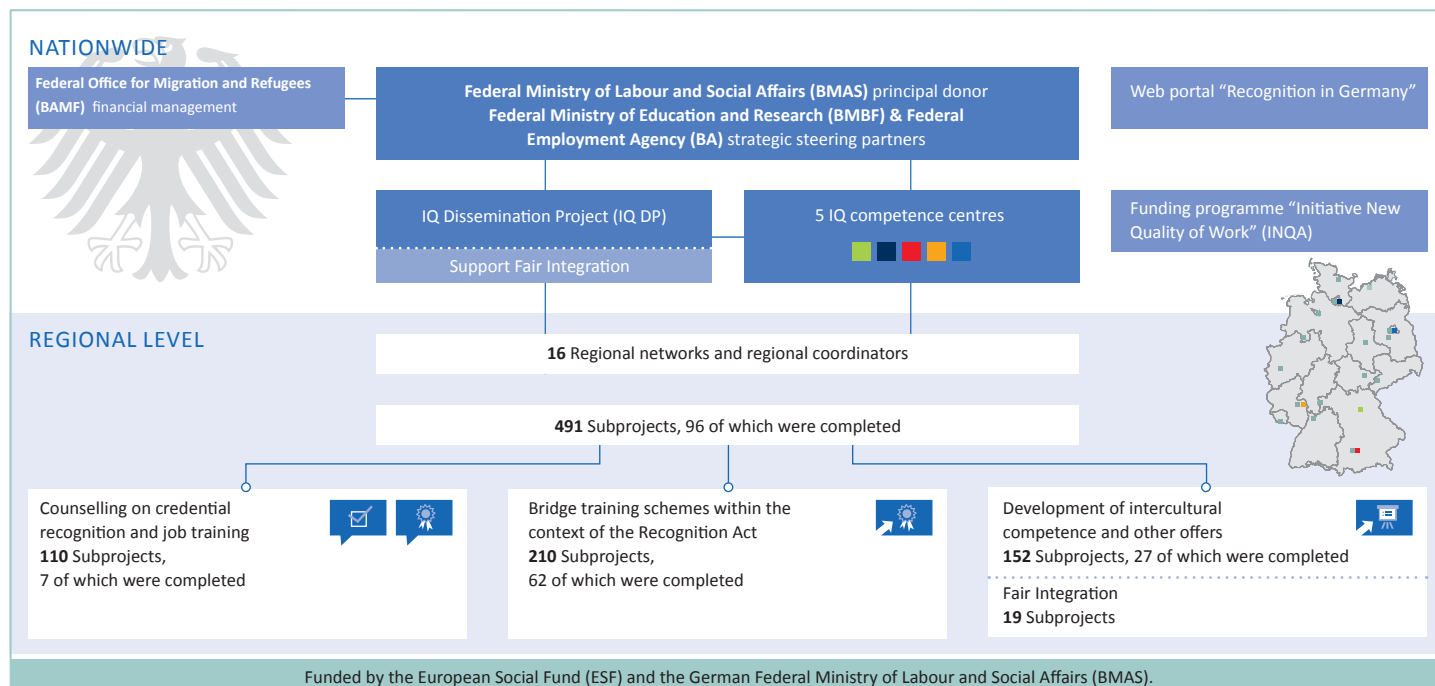 NATIONWIDE
Federal Office for Migration and Refugees
(BAMF) financial management
Federal Ministry of Labour and Social Affairs (BMAS) principal donor
Federal Ministry of Education and Research (BMBF) & Federal
Employment Agency (BA) strategic steering partners
Web portal “Recognition in Germany”
IQ Dissemination Project (IQ DP)
Support Fair Integration
5 IQ competence centres
Funding programme “Initiative New
Quality of Work” (INQA)
REGIONAL LEVEL
16 Regional networks and regional coordinators
491 Subprojects, 96 of which were completed
Counselling on credential
recognition and job training
110 Subprojects,
7 of which were completed
Bridge training schemes within the
context of the Recognition Act
210 Subprojects,
62 of which were completed
Development of intercultural
competence and other offers
152 Subprojects, 27 of which were completed
Fair Integration
19 Subprojects
Funded by the European Social Fund (ESF) and the German Federal Ministry of Labour and Social Affairs (BMAS).